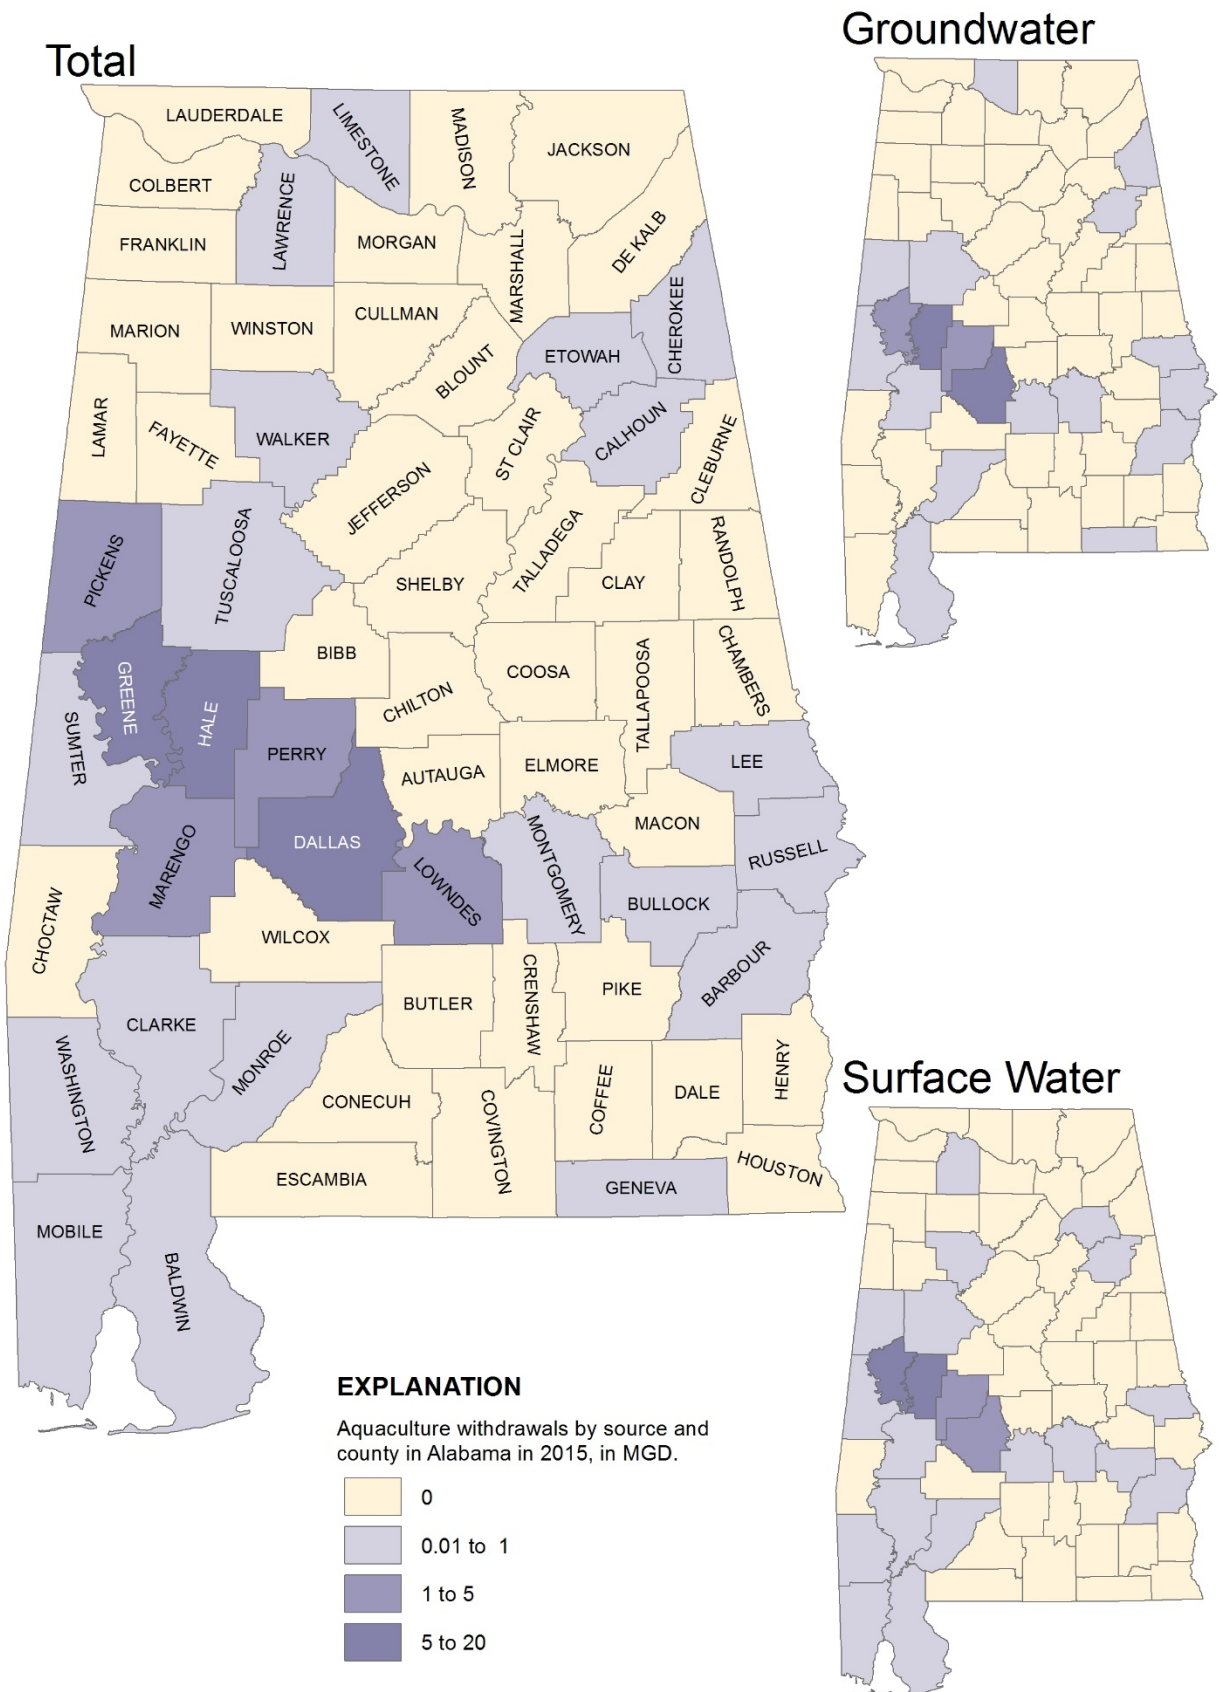 Groundwater
Total
LAUDERDALE
LIMESTONE
MADISON
JACKSON
COLBERT
LAWRENCE
FRANKLIN
MORGAN
MARSHALL
DE KALB
CHEROKEE
MARION
WINSTON
CULLMAN
BLOUNT
ETOWAH
LAMAR
FAYETTE
WALKER
ST CLAIR
CALHOUN
CLEBURNE
JEFFERSON
PICKENS
TUSCALOOSA
SHELBY
TALLADEGA
CLAY
RANDOLPH
GREENE
HALE
BIBB
CHILTON
COOSA
TALLAPOOSA
CHAMBERS
SUMTER
PERRY
AUTAUGA
ELMORE
LEE
MARENGO
DALLAS
LOWNDES
MONTGOMERY
MACON
RUSSELL
BULLOCK
CHOCTAW
WILCOX
BARBOUR
CLARKE
BUTLER
CRENSHAW
PIKE
WASHINGTON
MONROE
CONECUH
COVINGTON
COFFEE
DALE
HENRY
Surface Water
ESCAMBIA
GENEVA
HOUSTON
MOBILE
BALDWIN
EXPLANATION
Aquaculture withdrawals by source and
county in Alabama in 2015, in MGD.
0
0.01 to 1
1 to 5
5 to 20